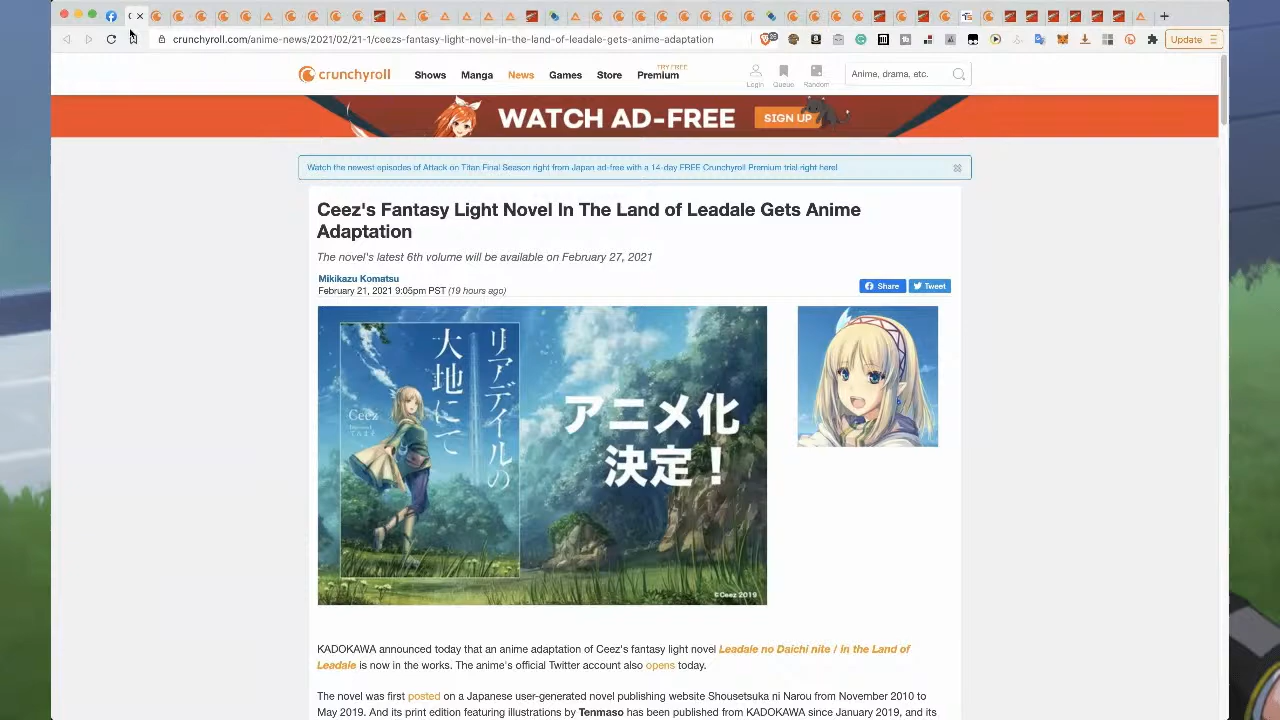 crunchyroll.com/anime-news/2021/02/21-1/ceezs-fantasy-light-novel-in-the-land-of-leadale-gets-anime-adaptation
Update
crunchyroll
Shows
Manga
News
Games
Store
TRY FREE
Premium
Login
Queue
Random
Anime, drama, etc.
WATCH AD-FREE
SIGN UP
Watch the newest episodes of Attack on Titan Final Season right from Japan ad-free with a 14-day FREE Crunchyroll Premium trial right here!
Ceez's Fantasy Light Novel In The Land of Leadale Gets Anime
Adaptation
The novel's latest 6th volume will be available on February 27, 2021
Mikikazu Komatsu
February 21, 2021 9:05pm PST (19 hours ago)
Share
Tweet
リアデイルの
大地にて
Ceez
てんまそ
アニメ化
決定！
©Ceez 2019
KADOKAWA announced today that an anime adaptation of Ceez's fantasy light novel Leadale no Daichi nite / in the Land of
Leadale is now in the works. The anime's official Twitter account also opens today.
The novel was first posted on a Japanese user-generated novel publishing website Shousetsuka ni Narou from November 2010 to
May 2019. And its print edition featuring illustrations by Tenmaso has been published from KADOKAWA since January 2019, and its